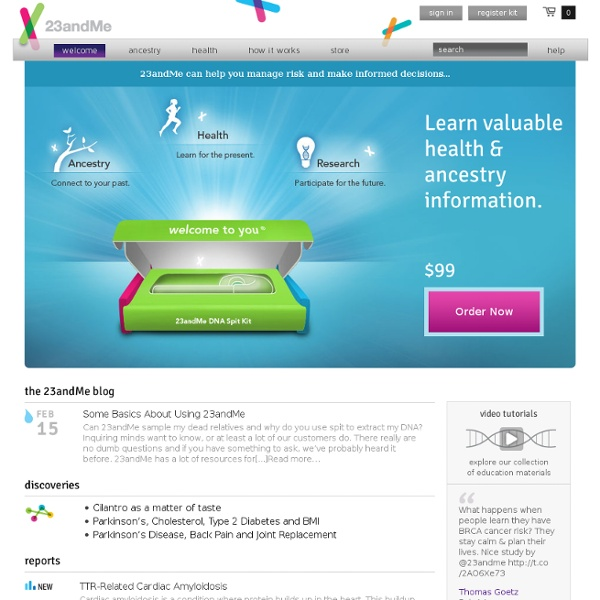 23andMe
sign in
register kit
0
welcome
ancestry
health
how it works
store
search
help
23andMe can help you manage risk and make informed decisions...
Health
Learn for the present.
Ancestry
Connect to your past.
Research
Participate for the future.
Learn valuable
health &
ancestry
information.
welcome to you®
23andMe DNA Spit Kit
$99
Order Now
the 23andMe blog
FEB
15
Some Basics About Using 23andMe
Can 23andMe sample my dead relatives and why do you use spit to extract my DNA?
Inquiring minds want to know, or at least a lot of our customers do. There really are
no dumb questions and if you have something to ask, we've probably heard it
before. 23andMe has a lot of resources for[...]Read more...
discoveries
• Cilantro as a matter of taste
• Parkinson's, Cholesterol, Type 2 Diabetes and BMI
• Parkinson's Disease, Back Pain and Joint Replacement
reports
NEW
TTR-Related Cardiac Amyloidosis
Cardiac amyloidosis is a condition where protein builds up in the heart. This buildup
video tutorials
explore our collection
of education materials
“
What happens when
people learn they have
BRCA cancer risk? They
stay calm & plan their
lives. Nice study by
@23andme http://t.co
/2AO6Xe73
Thomas Goetz